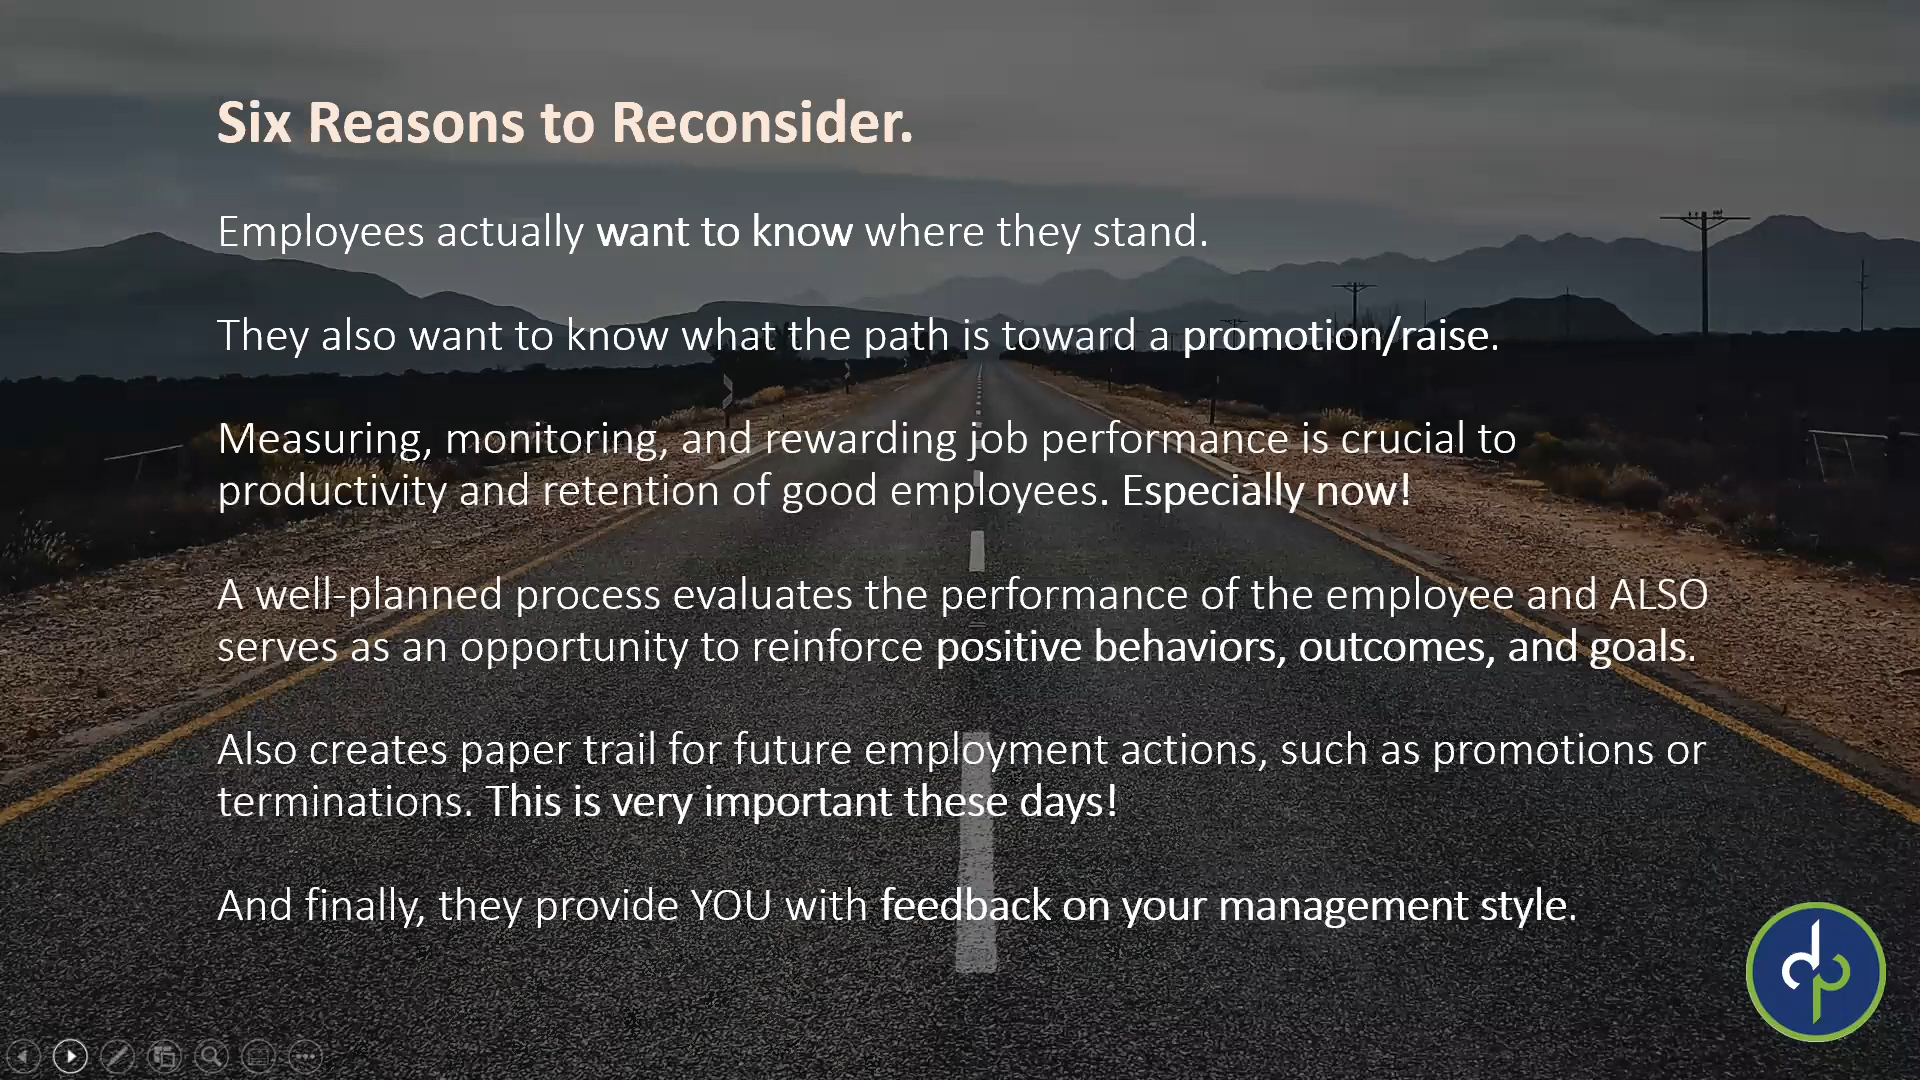 Six Reasons to Reconsider.
Employees actually want to know where they stand.
They also want to know what the path is toward a promotion/raise.
Measuring, monitoring, and rewarding job performance is crucial to
productivity and retention of good employees. Especially now!
A well-planned process evaluates the performance of the employee and ALSO
serves as an opportunity to reinforce positive behaviors, outcomes, and goals.
Also creates paper trail for future employment actions, such as promotions or
terminations. This is very important these days!
And finally, they provide YOU with feedback on your management style.
dp